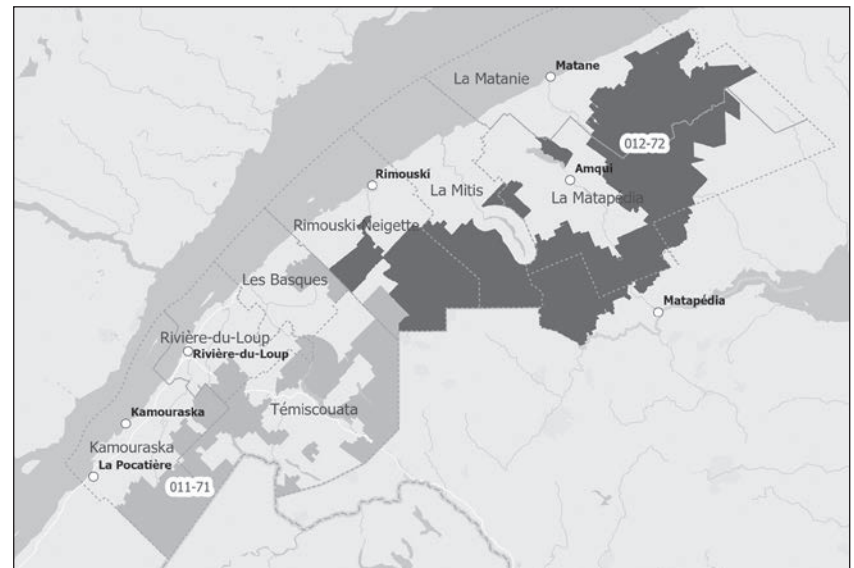 Matane
La Matanie
012-72
Amqui
Rimouski
La Mitis
La Matapédia
Rimouski-Neigette
Les Basques
Matapédia
Rivière-du-Loup
Rivière-du-Loup
Témiscouata
Kamouraska
Kamouraska
La Pocatière
011-71